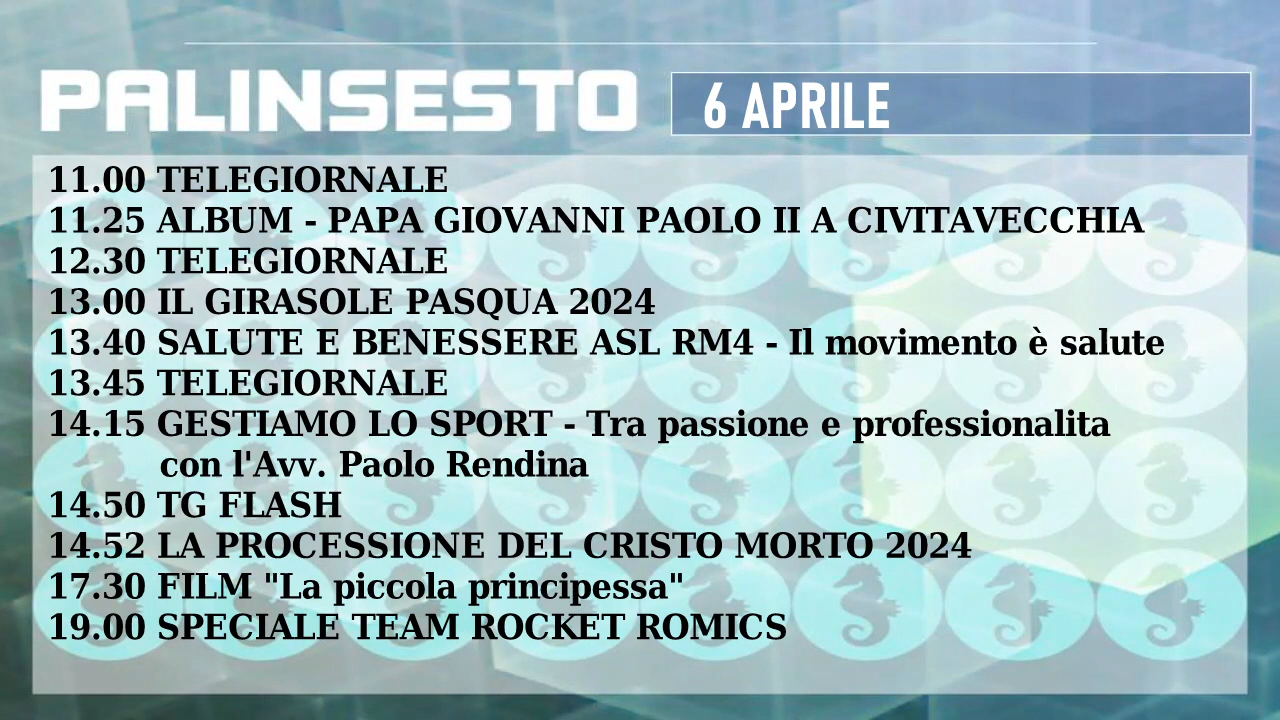 PALINSESTO
6 APRILE
11.00 TELEGIORNALE
11.25 ALBUM - PAPA GIOVANNI PAOLO II A CIVITAVECCHIA
12.30 TELEGIORNALE
13.00 IL GIRASOLE PASQUA 2024
13.40 SALUTE E BENESSERE ASL RM4 - Il movimento è salute
13.45 TELEGIORNALE
14.15 GESTIAMO LO SPORT - Tra passione e professionalita
con l'Avv. Paolo Rendina
14.50 TG FLASH
14.52 LA PROCESSIONE DEL CRISTO MORTO 2024
17.30 FILM "La piccola principessa"
19.00 SPECIALE TEAM ROCKET ROMICS